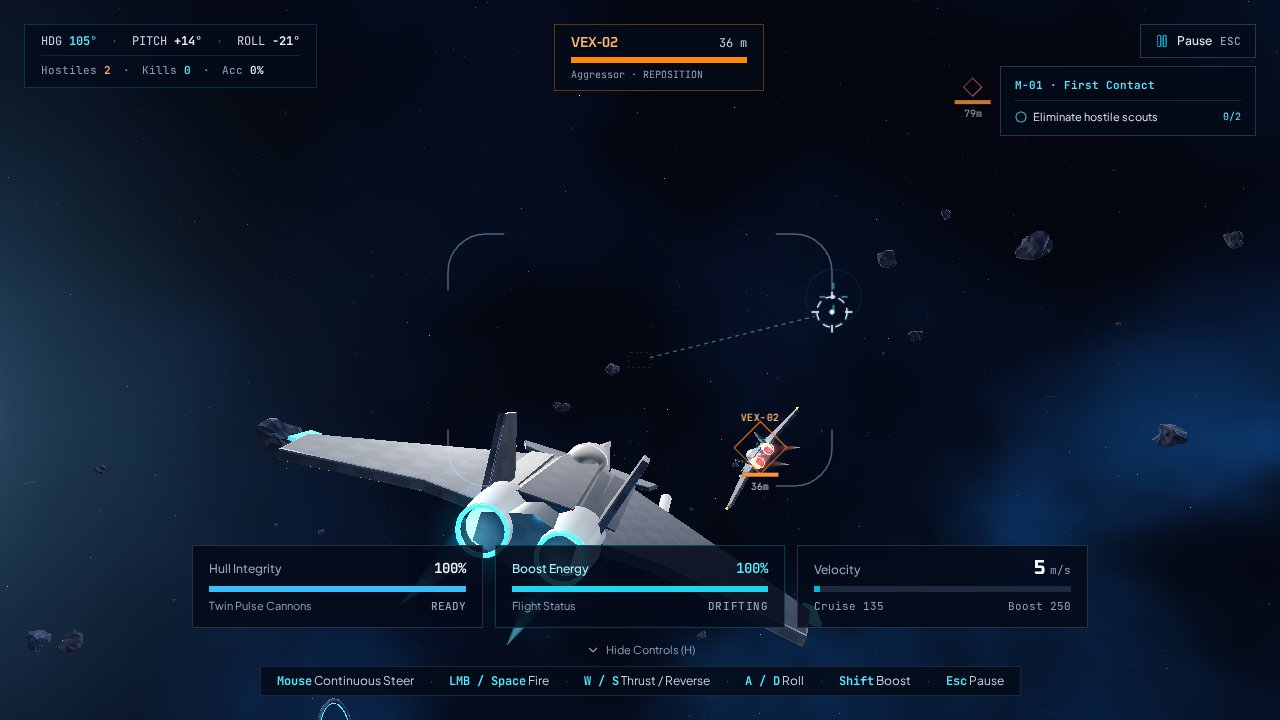 HDG 105° · PITCH +14° · ROLL -21°
Hostiles 2 · Kills 0 · Acc 0%
VEX-02 36 m
Aggressor · REPOSITION
Pause ESC
M-01 · First Contact
Eliminate hostile scouts 0/2
79m
VEX-02
36m
Hull Integrity 100%
Twin Pulse Cannons READY
Boost Energy 100%
Flight Status DRIFTING
Velocity 5 m/s
Cruise 135 Boost 250
Hide Controls (H)
Mouse Continuous Steer · LMB / Space Fire · W / S Thrust / Reverse · A / D Roll · Shift Boost · Esc Pause